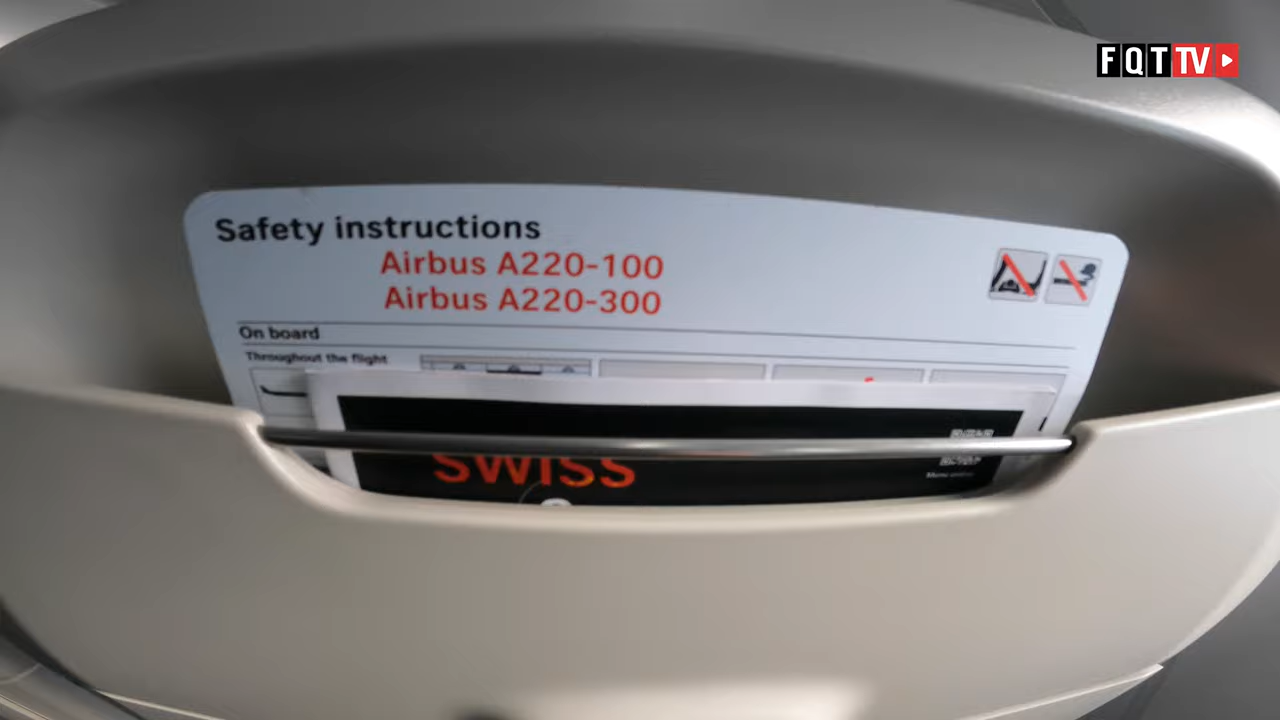 FQTTV
Safety instructions
Airbus A220-100
Airbus A220-300
On board
Throughout the flight
SWISS